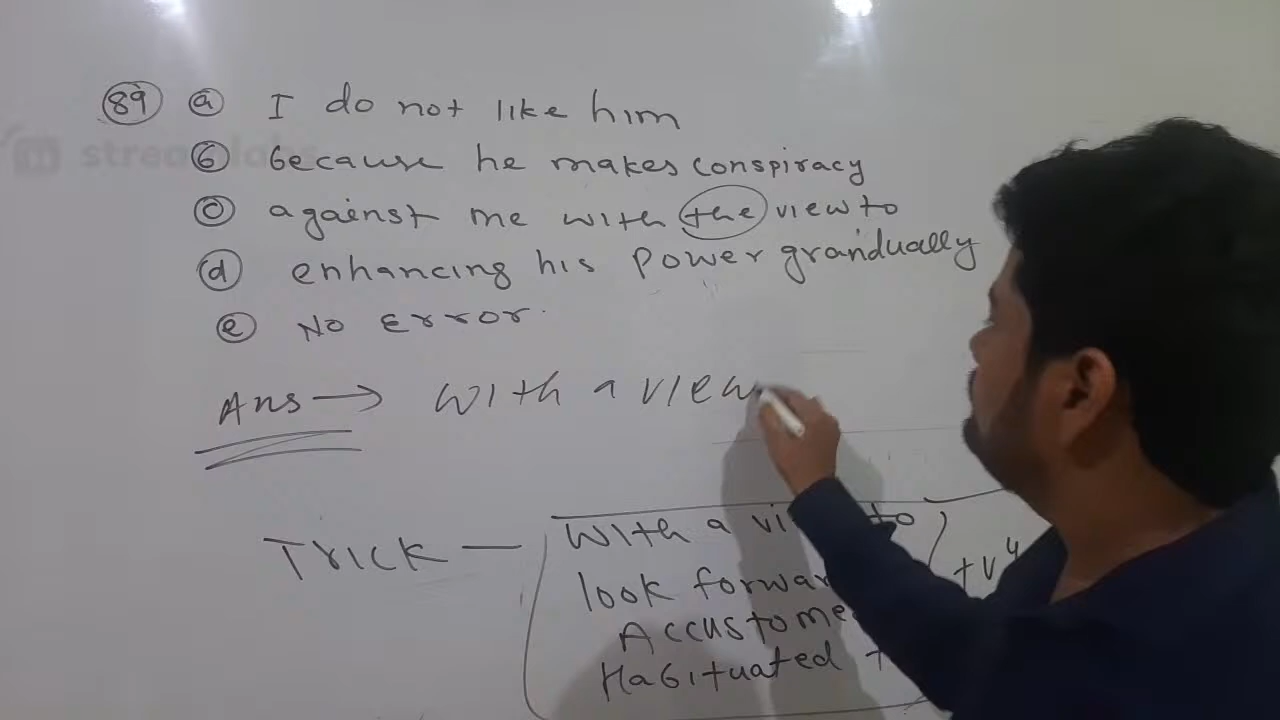 89 a I do not like him
b because he makes conspiracy
c against me with the view to
d enhancing his power grandually
e No Error.
Ans → with a view
Trick — With a vi to
look forwar
Accustome
Habituated + v4